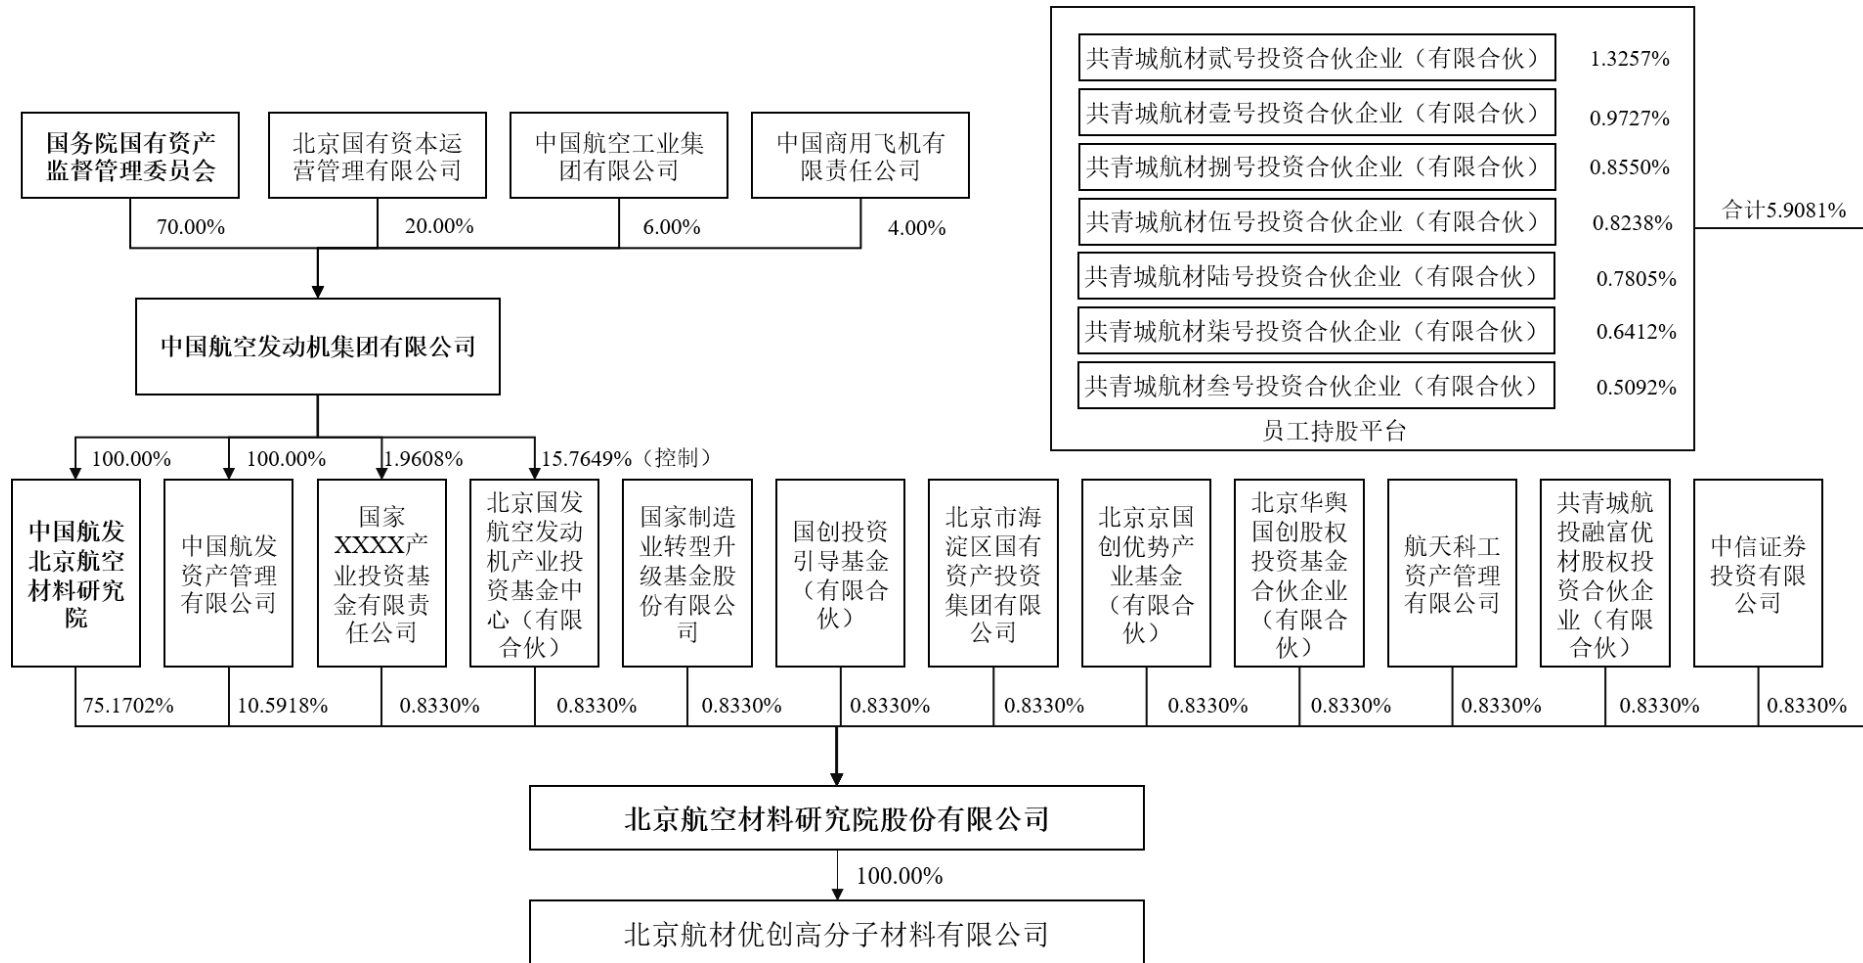 共青城航材贰号投资合伙企业（有限合伙）
1.3257%
共青城航材壹号投资合伙企业（有限合伙）
0.9727%
共青城航材捌号投资合伙企业（有限合伙）
0.8550%
共青城航材伍号投资合伙企业（有限合伙）
0.8238%
共青城航材陆号投资合伙企业（有限合伙）
0.7805%
共青城航材柒号投资合伙企业（有限合伙）
0.6412%
共青城航材叁号投资合伙企业（有限合伙）
0.5092%
员工持股平台
合计5.9081%
国务院国有资产
监督管理委员会
北京国有资本运
营管理有限公司
中国航空工业集
团有限公司
中国商用飞机有
限责任公司
70.00%
20.00%
6.00%
4.00%
中国航空发动机集团有限公司
100.00%
100.00%
1.9608%
15.7649%（控制）
中国航发
北京航空
材料研究
院
中国航发
资产管理
有限公司
国家
XXXX产
业投资基
金有限责
任公司
北京国发
航空发动
机产业投
资基金中
心（有限
合伙）
国家制造
业转型升
级基金股
份有限公
司
国创投资
引导基金
（有限合
伙）
北京市海
淀区国有
资产投资
集团有限
公司
北京京国
创优势产
业基金
（有限合
伙）
北京华舆
国创股权
投资基金
合伙企业
（有限合
伙）
航天科工
资产管理
有限公司
共青城航
投融富优
材股权投
资合伙企
业（有限
合伙）
中信证券
投资有限
公司
75.1702%
10.5918%
0.8330%
0.8330%
0.8330%
0.8330%
0.8330%
0.8330%
0.8330%
0.8330%
0.8330%
0.8330%
北京航空材料研究院股份有限公司
100.00%
北京航材优创高分子材料有限公司